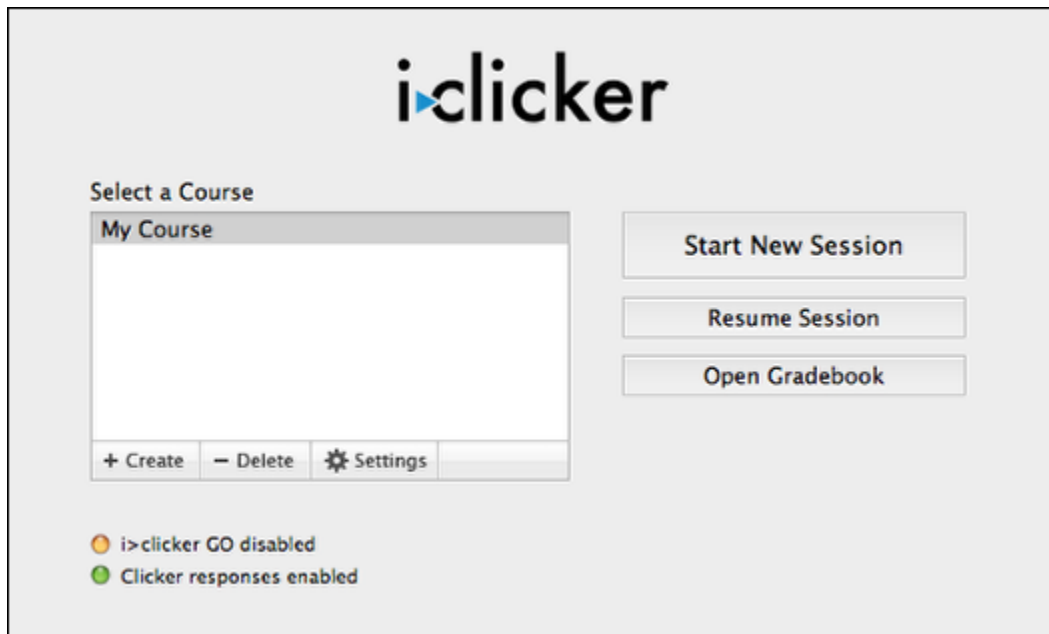 i>clicker
Select a Course
My Course
Start New Session
Resume Session
Open Gradebook
+ Create − Delete Settings
i>clicker GO disabled
Clicker responses enabled